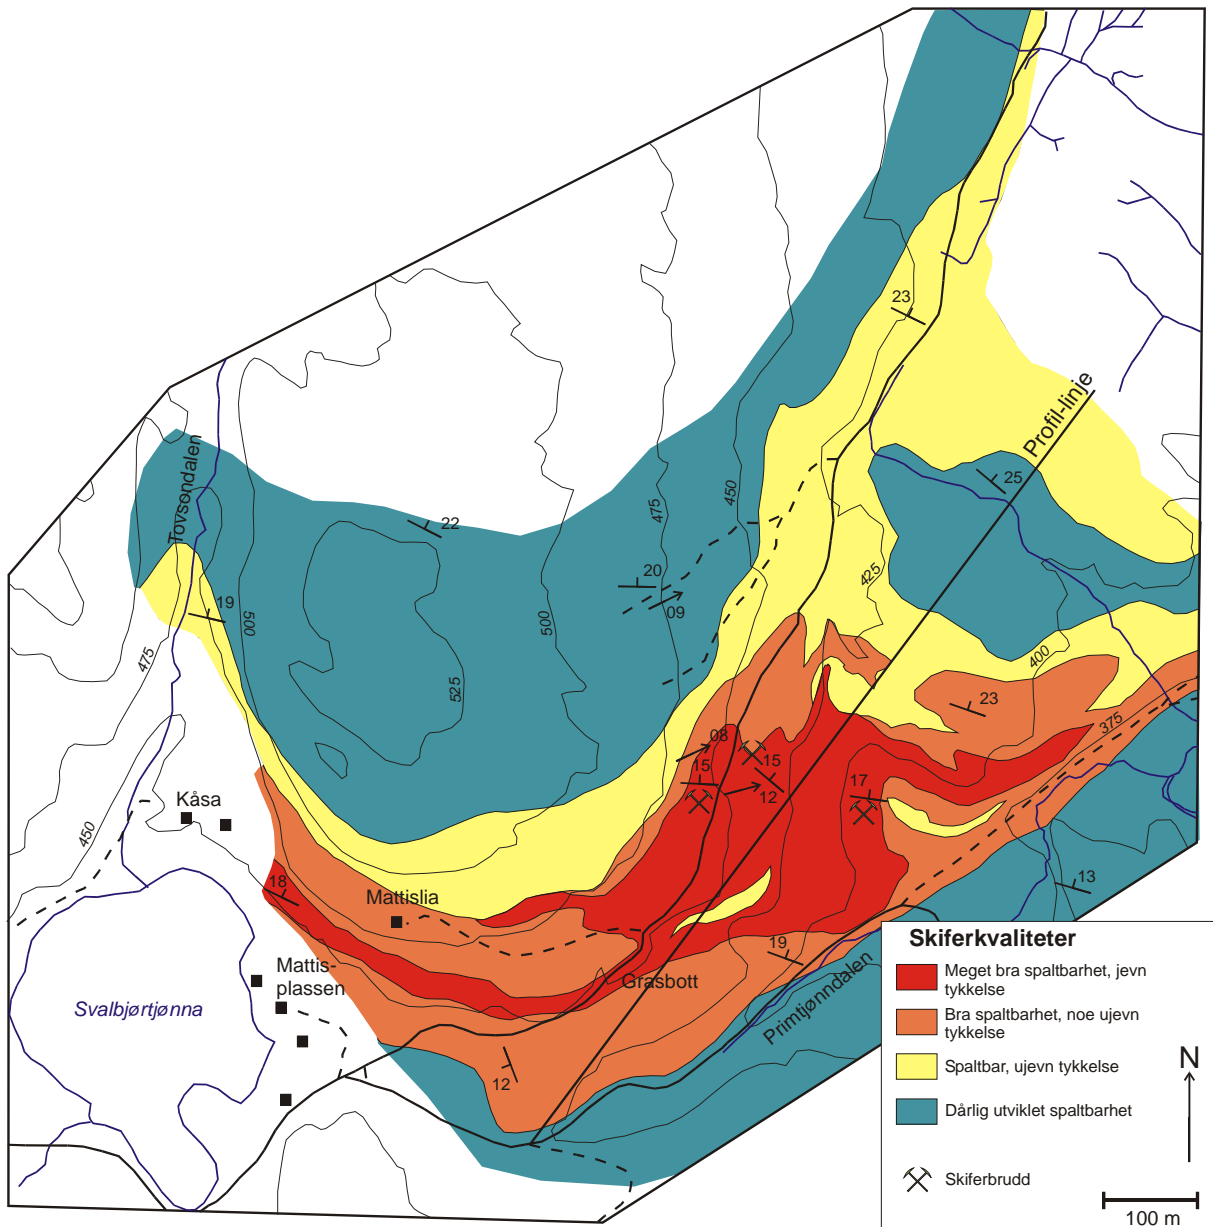 23
Profil-linje
25
Tovsondalen
22
475
450
425
20
09
19
500
500
475
525
400
23
375
08
15
15
12
17
Kåsa
450
18
Mattislia
13
19
Mattis-
plassen
Grasbott
Primtjønndalen
Svalbjørtjønna
12
Skiferkvaliteter
Meget bra spaltbarhet, jevn
tykkelse
Bra spaltbarhet, noe ujevn
tykkelse
Spaltbar, ujevn tykkelse
Dårlig utviklet spaltbarhet
Skiferbrudd
N
100 m